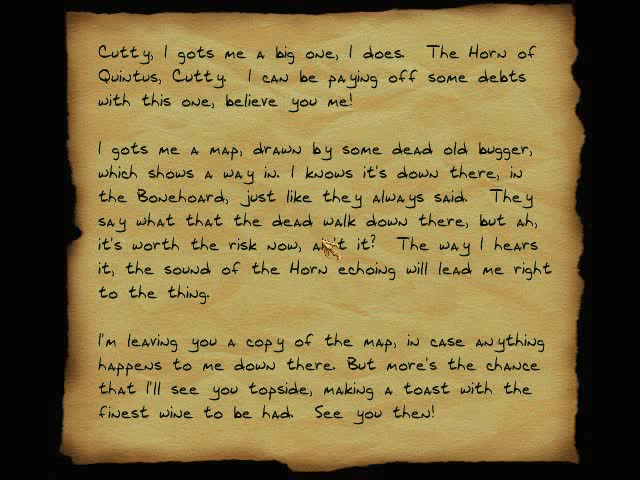 Cutty, I gots me a big one, I does. The Horn of
Quintus, Cutty. I can be paying off some debts
with this one, believe you me!
I gots me a map, drawn by some dead old bugger,
which shows a way in. I knows it's down there, in
the Bonehoard, just like they always said. They
say what that the dead walk down there, but ah,
it's worth the risk now, ain't it? The way I hears
it, the sound of the Horn echoing will lead me right
to the thing.
I'm leaving you a copy of the map, in case anything
happens to me down there. But more's the chance
that I'll see you topside, making a toast with the
finest wine to be had. See you then!